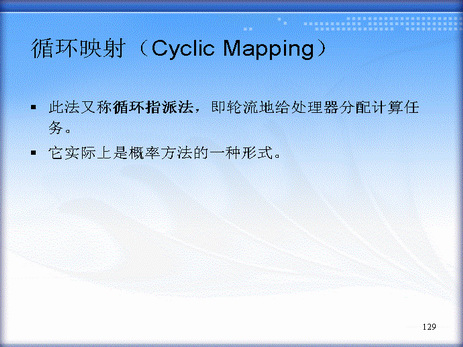 循环映射（Cyclic Mapping）
▪ 此法又称循环指派法，即轮流地给处理器分配计算任
务。
▪ 它实际上是概率方法的一种形式。
129